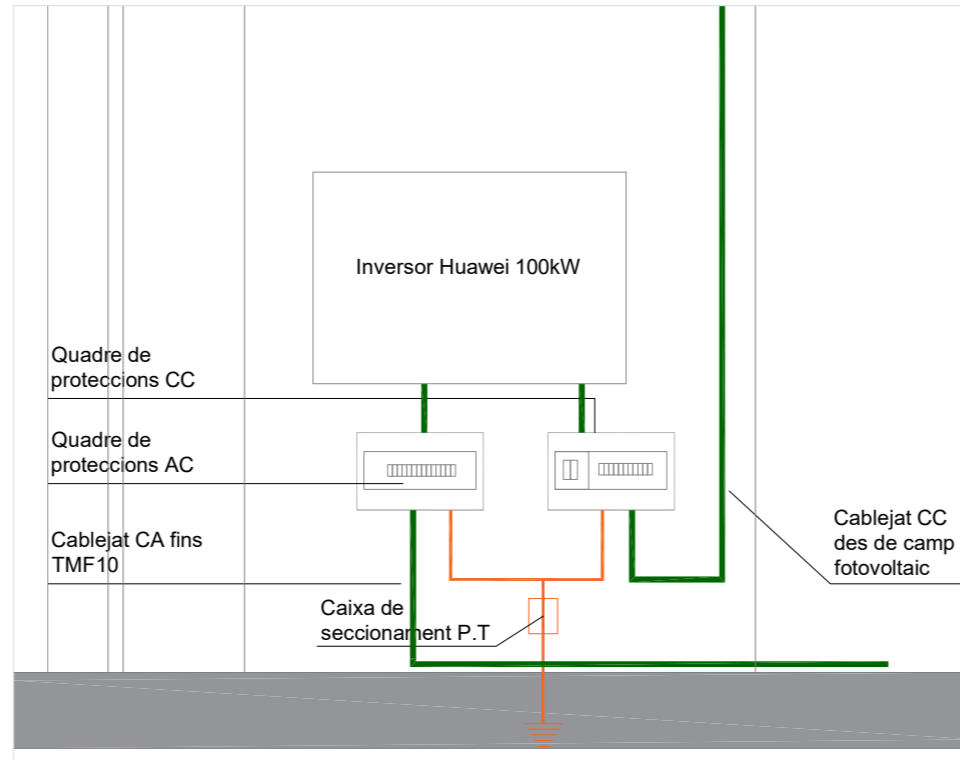 Inversor Huawei 100kW
Quadre de
proteccions CC
Quadre de
proteccions AC
Cablejat CA fins
TMF10
Caixa de
seccionament P.T
Cablejat CC
des de camp
fotovoltaic